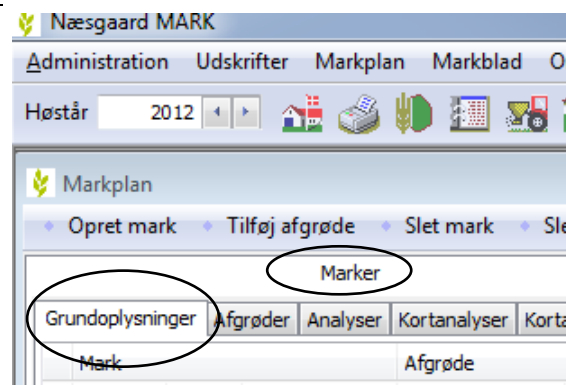 Næsgaard MARK
Administration Udskrifter Markplan Markblad
Høstår 2012
Markplan
Opret mark Tilføj afgrøde Slet mark
Marker
Grundoplysninger Afgrøder Analyser Kortanalyser
Mark Afgrøde